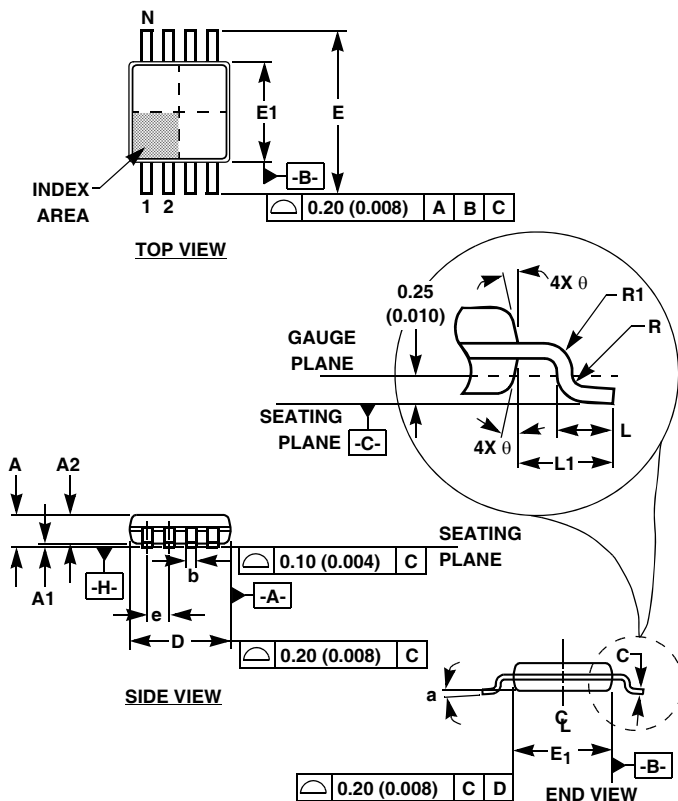 N
E1
E
-B-
INDEX
AREA
1 2
⌓ 0.20 (0.008) A B C
TOP VIEW
4X θ
0.25
(0.010)
R1
R
GAUGE
PLANE
SEATING
PLANE
-C-
4X θ
L
L1
A A2
SEATING
PLANE
⌓ 0.10 (0.004) C
-H-
A1
b
-A-
e
D
⌓ 0.20 (0.008) C
SIDE VIEW
C
a
CL
E1
-B-
⌓ 0.20 (0.008) C D
END VIEW